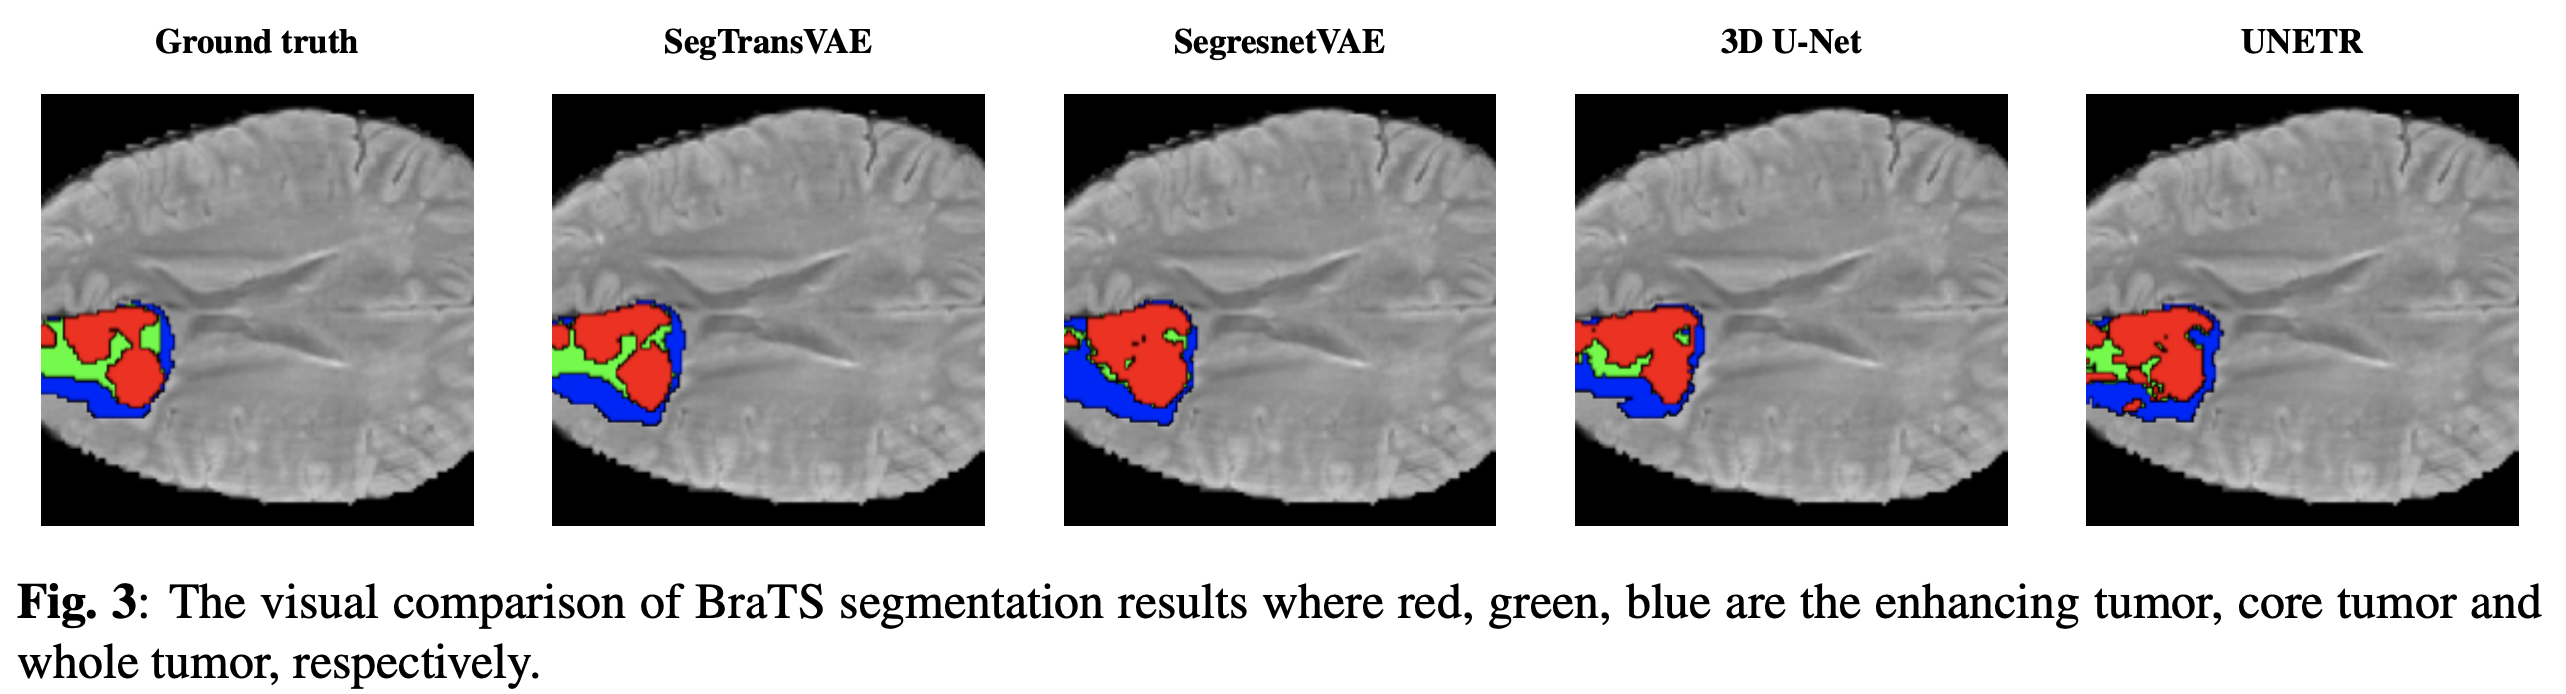 Ground truth SegTransVAE SegresnetVAE 3D U-Net UNETR
Fig. 3: The visual comparison of BraTS segmentation results where red, green, blue are the enhancing tumor, core tumor and
whole tumor, respectively.